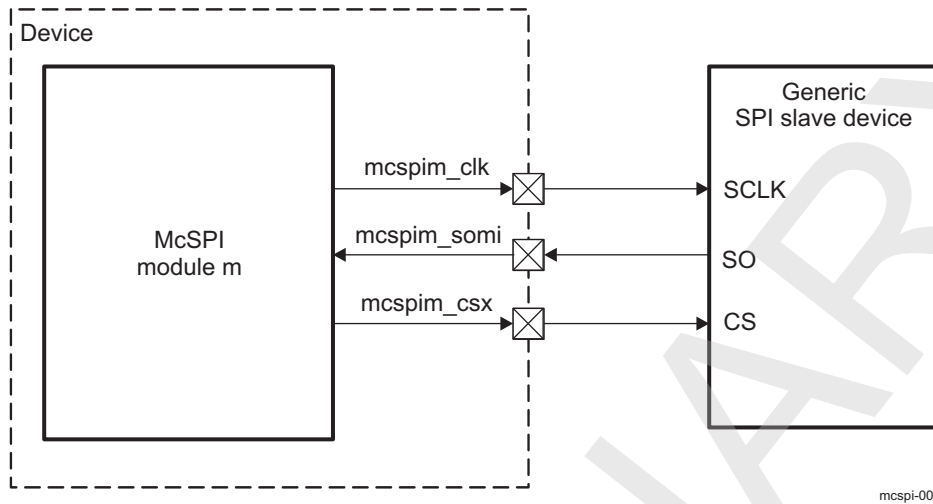 Device
Generic
SPI slave device
mcspim_clk
SCLK
McSPI
module m
mcspim_somi
SO
mcspim_csx
CS
mcspi-00